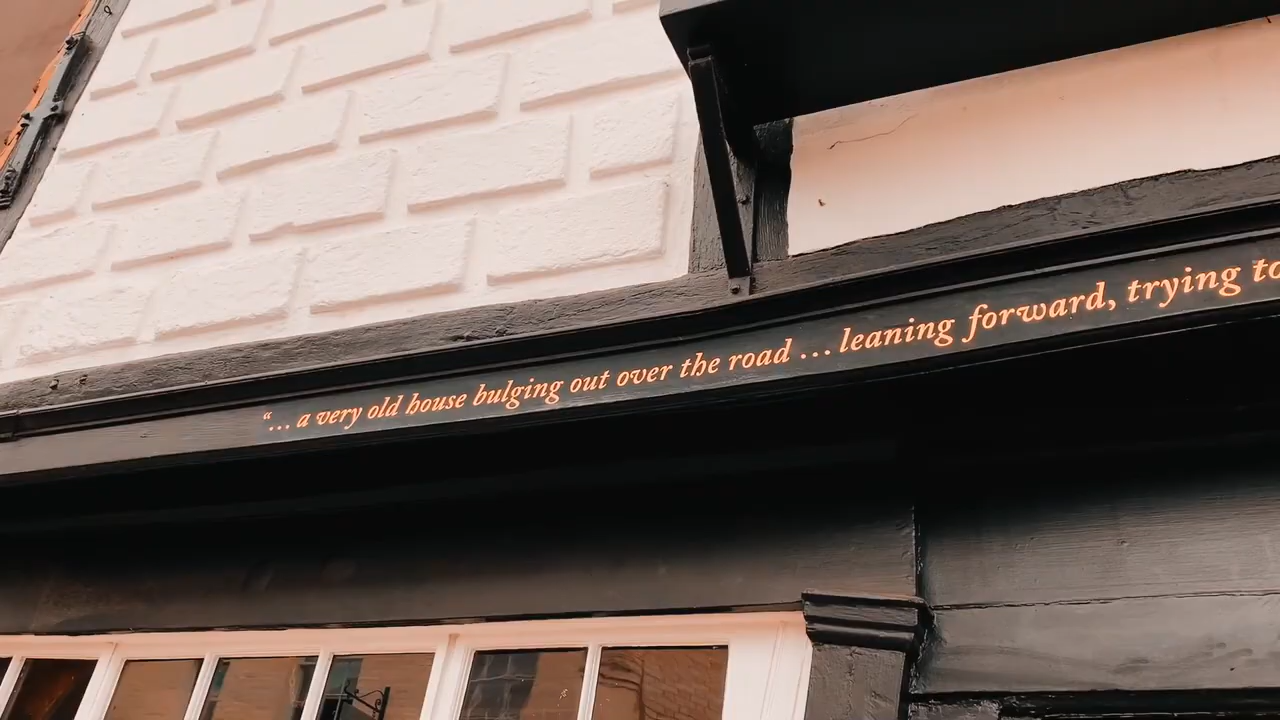 “... a very old house bulging out over the road ... leaning forward, trying to